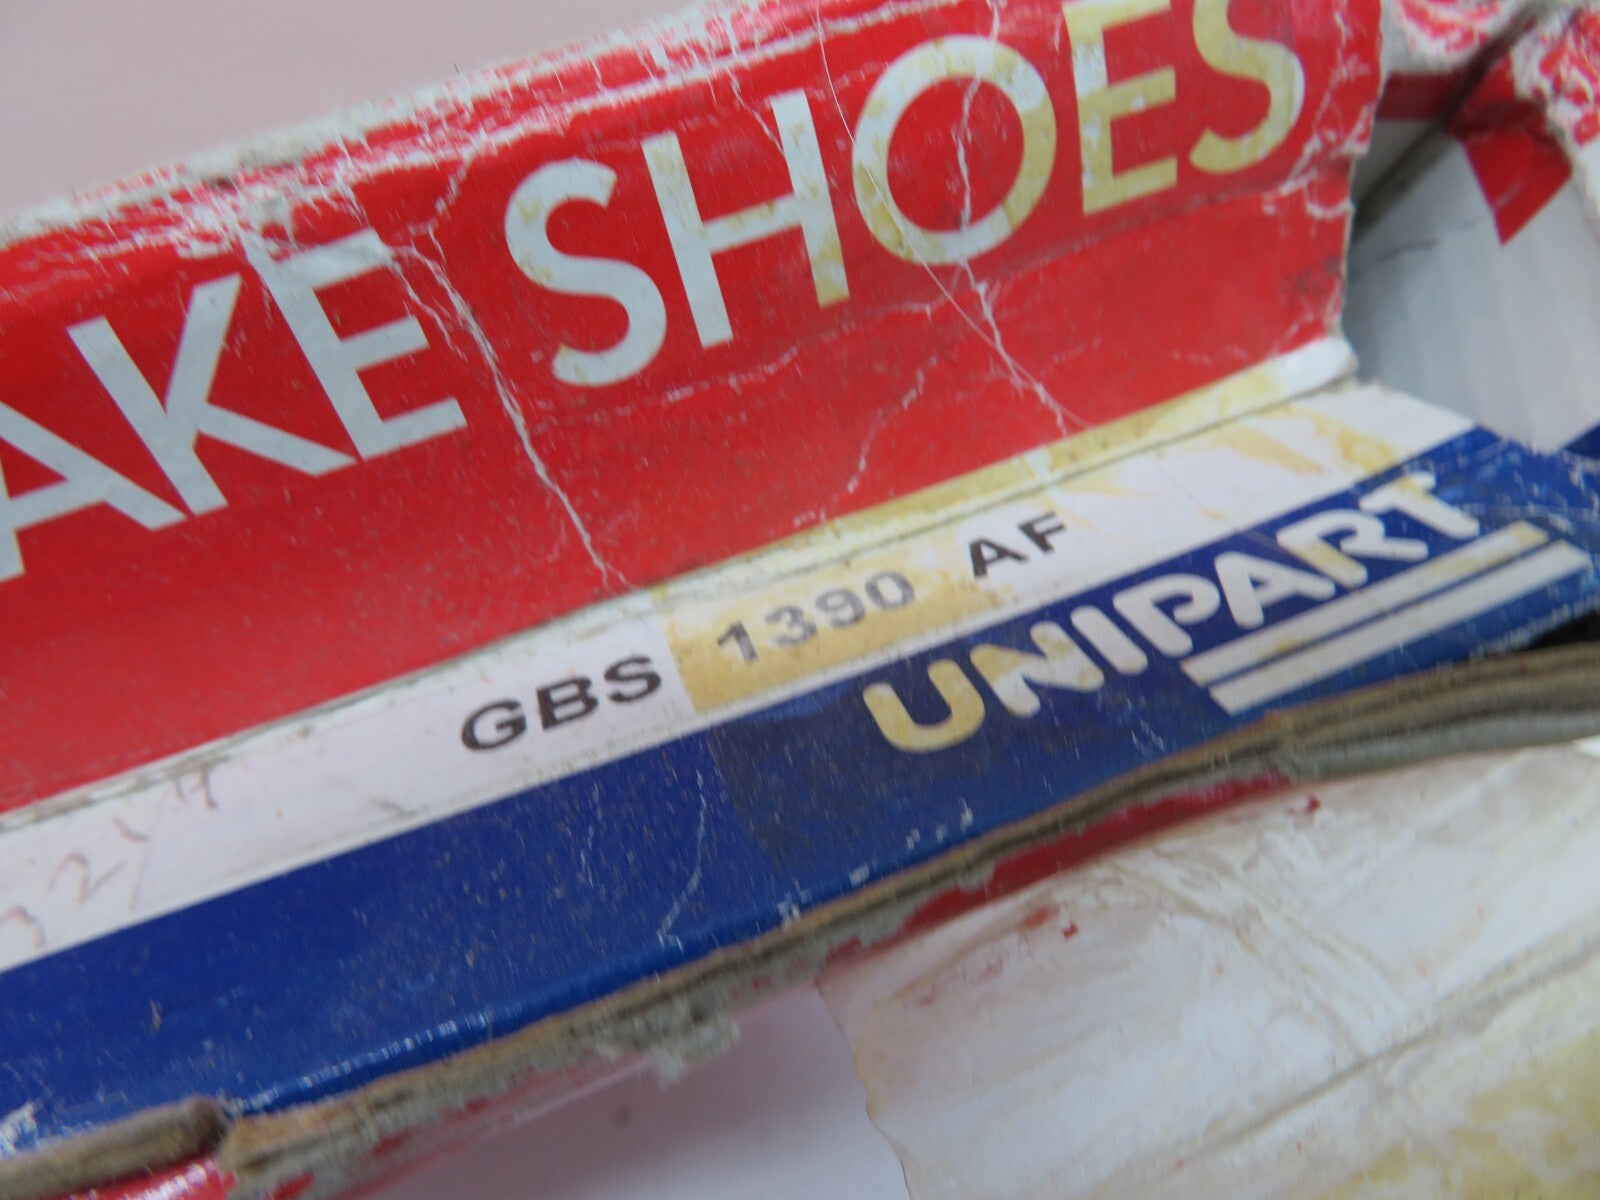 AKE SHOES
GBS 1390 AF
UNIPART